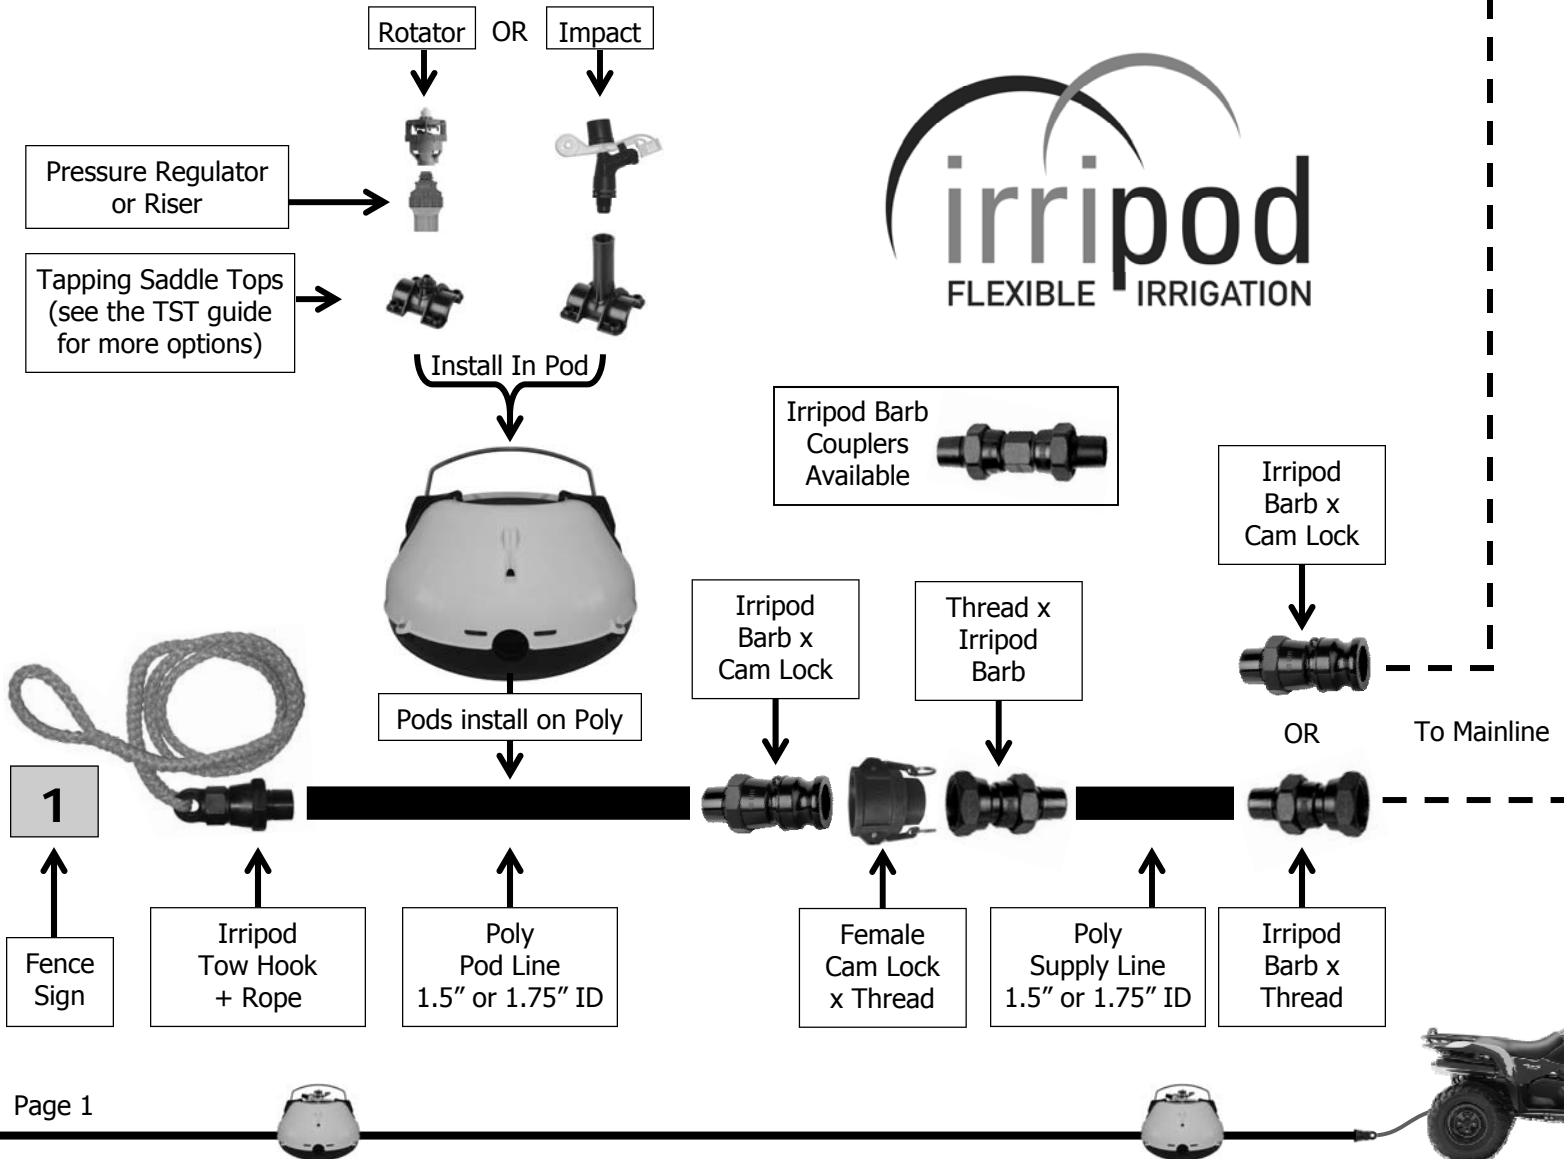 Rotator OR Impact
Pressure Regulator
or Riser
Tapping Saddle Tops
(see the TST guide
for more options)
Install In Pod
irripod
FLEXIBLE IRRIGATION
Irripod Barb
Couplers
Available
Irripod
Barb x
Cam Lock
Irripod
Barb x
Cam Lock
Thread x
Irripod
Barb
Pods install on Poly
OR
To Mainline
1
Fence
Sign
Irripod
Tow Hook
+ Rope
Poly
Pod Line
1.5” or 1.75” ID
Female
Cam Lock
x Thread
Poly
Supply Line
1.5” or 1.75” ID
Irripod
Barb x
Thread
Page 1